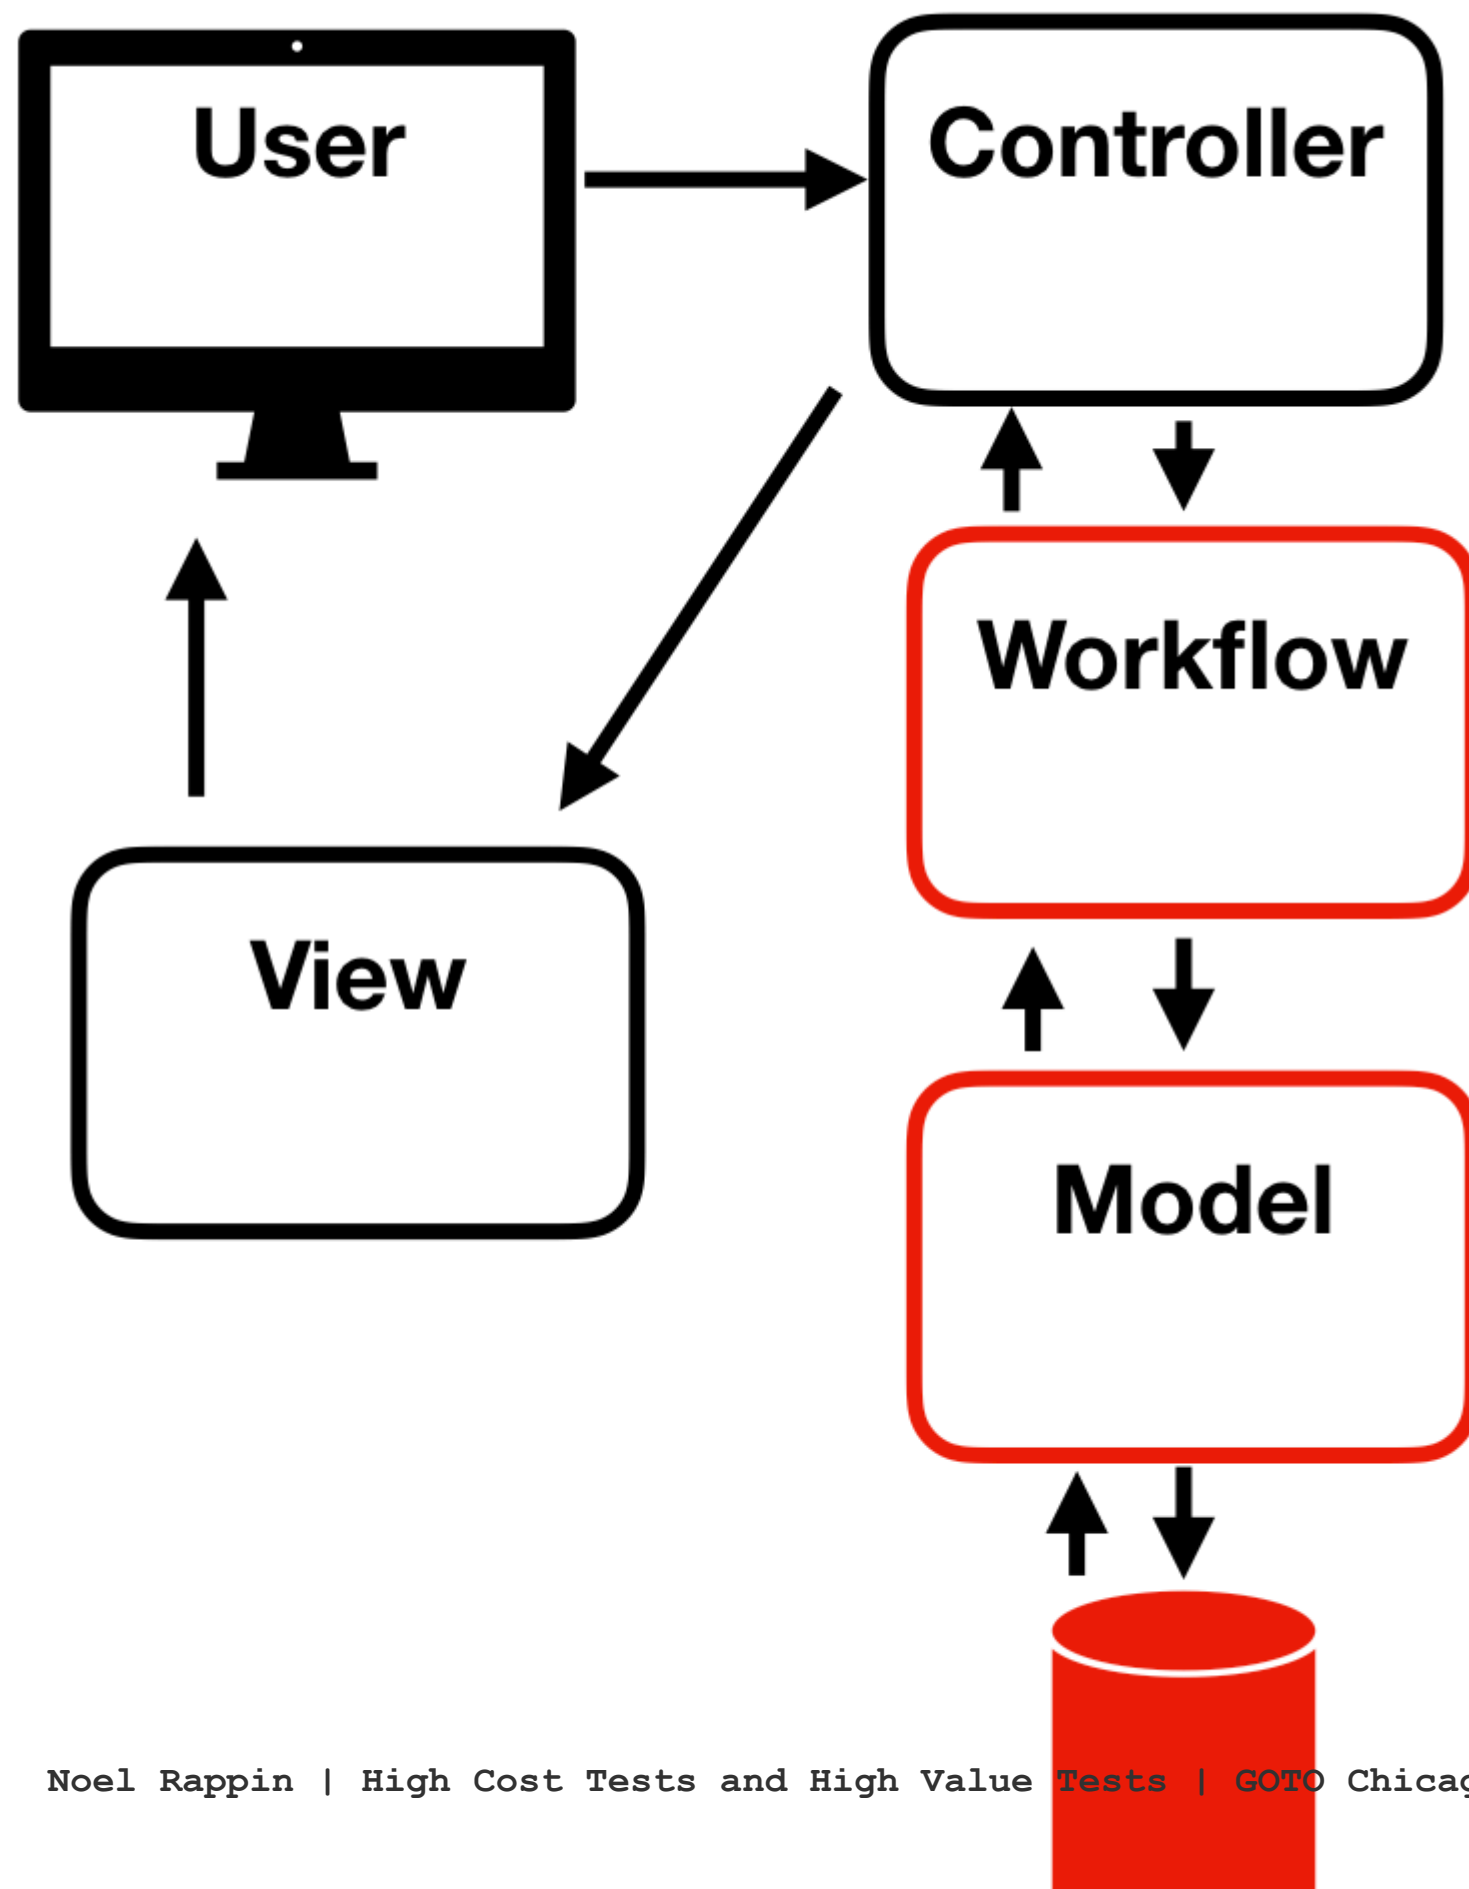 User
Controller
Workflow
View
Model
Noel Rappin | High Cost Tests and High Value Tests | GOTO